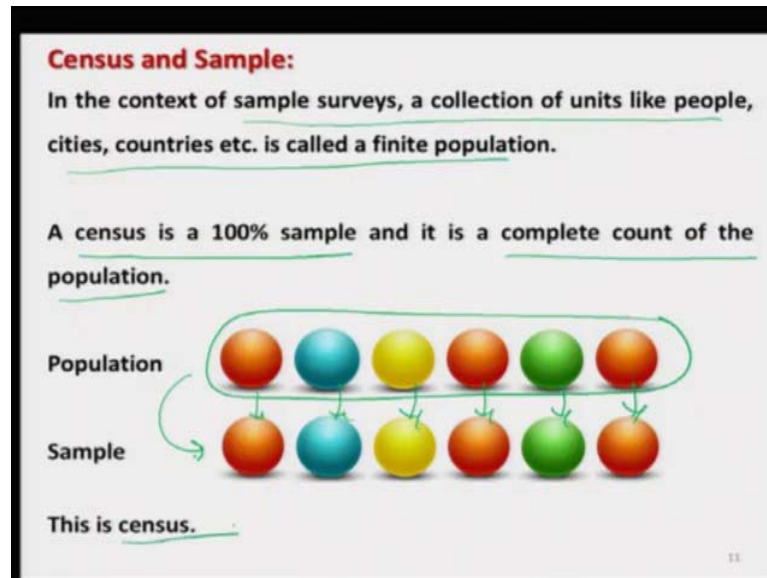 Census and Sample:
In the context of sample surveys, a collection of units like people,
cities, countries etc. is called a finite population.
A census is a 100% sample and it is a complete count of the
population.
Population
Sample
This is census.
11